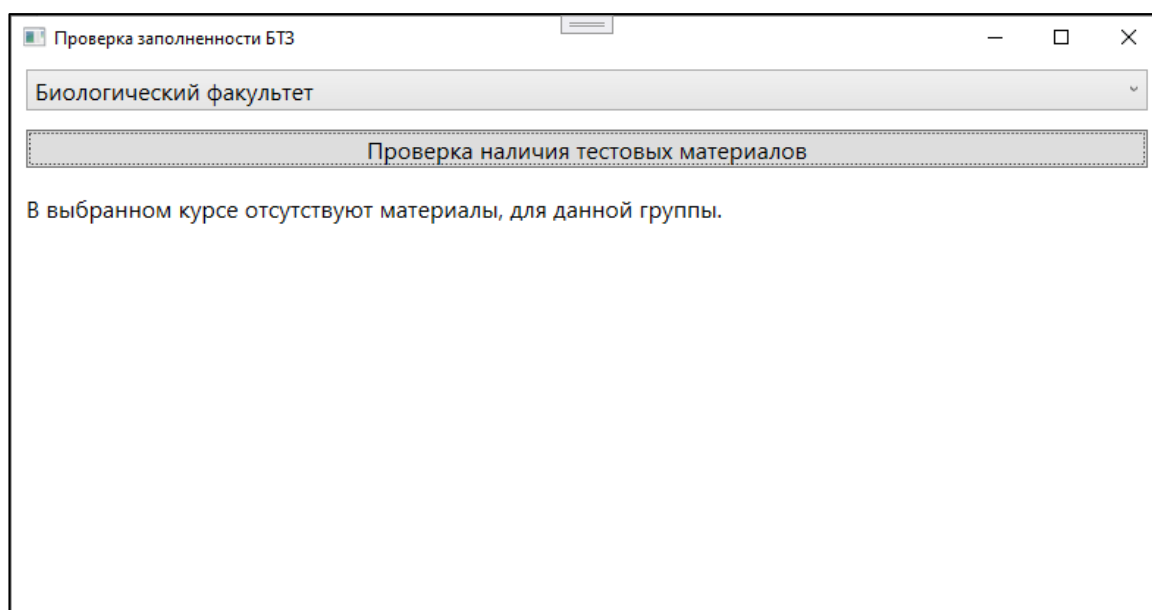 Проверка заполненности БТЗ
Биологический факультет
Проверка наличия тестовых материалов
В выбранном курсе отсутствуют материалы, для данной группы.